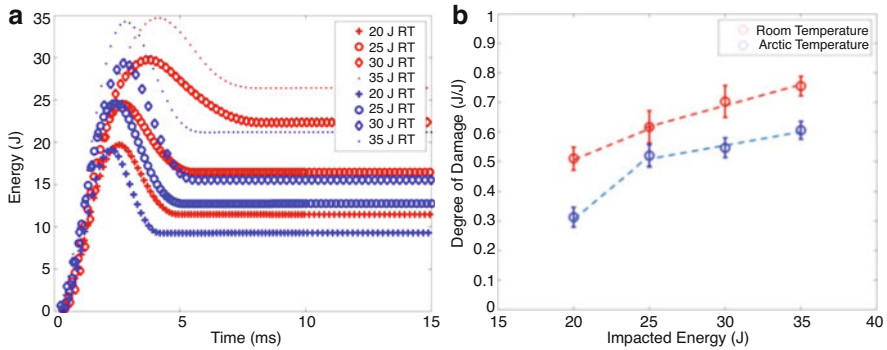 a
35
30
25
20
15
10
5
0
Energy (J)
0
5
10
15
Time (ms)
20 J RT
25 J RT
30 J RT
35 J RT
20 J RT
25 J RT
30 J RT
35 J RT
b
1
0.9
0.8
0.7
0.6
0.5
0.4
0.3
0.2
0.1
0
Degree of Damage (J/J)
15
20
25
30
35
40
Impacted Energy (J)
Room Temperature
Arctic Temperature